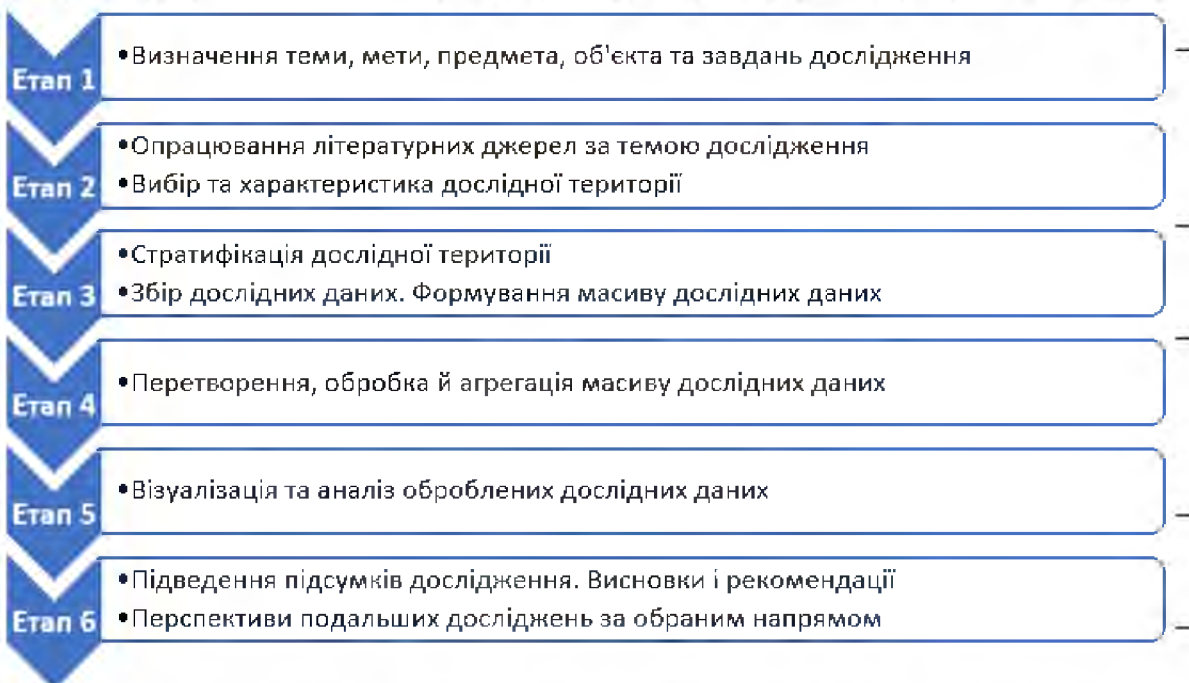 Етап 1
•Визначення теми, мети, предмета, об'єкта та завдань дослідження
Етап 2
•Опрацювання літературних джерел за темою дослідження
•Вибір та характеристика дослідної території
Етап 3
•Стратифікація дослідної території
•Збір дослідних даних. Формування масиву дослідних даних
Етап 4
•Перетворення, обробка й агрегація масиву дослідних даних
Етап 5
•Візуалізація та аналіз оброблених дослідних даних
Етап 6
•Підведення підсумків дослідження. Висновки і рекомендації
•Перспективи подальших досліджень за обраним напрямом